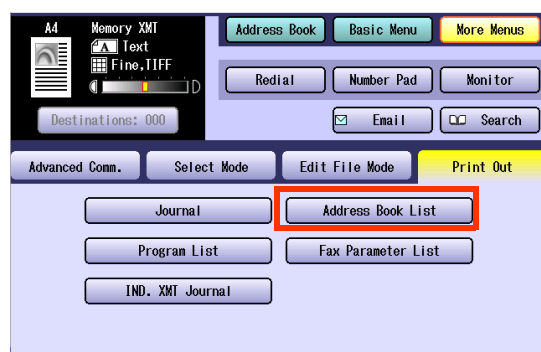 A4 Memory XMT Address Book Basic Menu More Menus
A Text
Fine,TIFF
D Redial Number Pad Monitor
Destinations: 000 Email Search
Advanced Comm. Select Mode Edit File Mode Print Out
Journal Address Book List
Program List Fax Parameter List
IND. XMT Journal